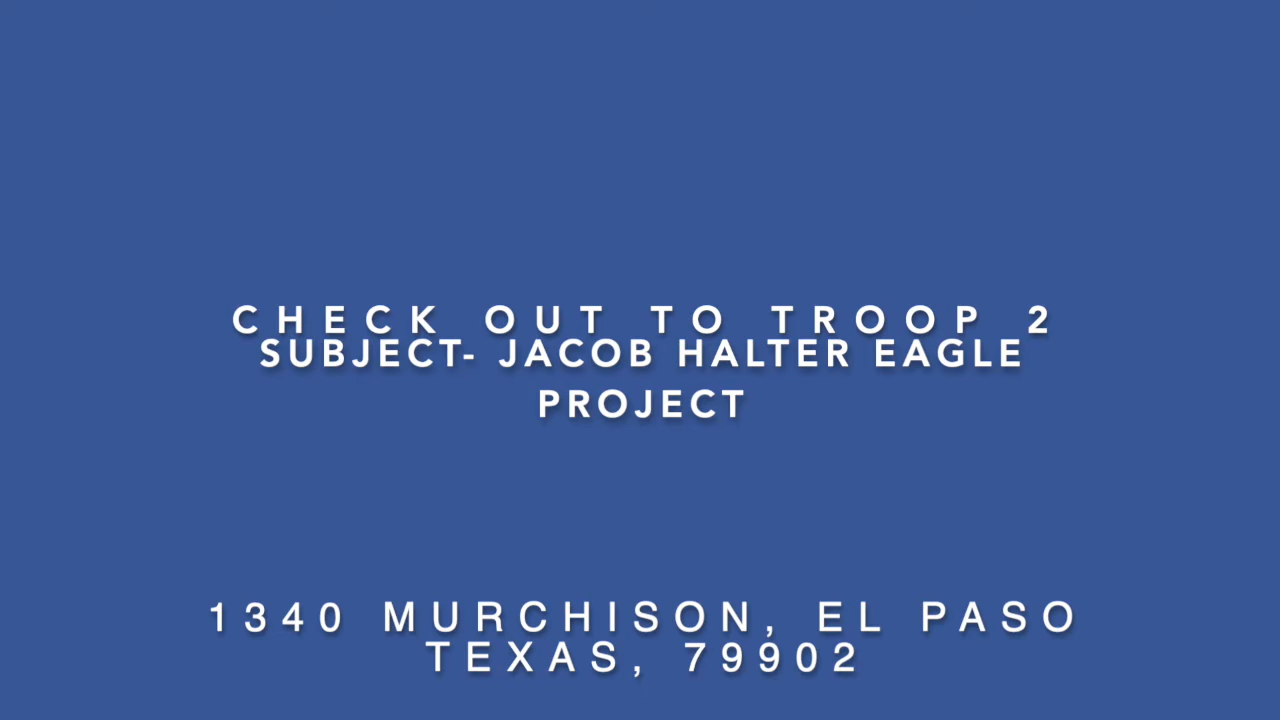 CHECK OUT TO TROOP 2
SUBJECT- JACOB HALTER EAGLE
PROJECT
1340 MURCHISON, EL PASO
TEXAS, 79902